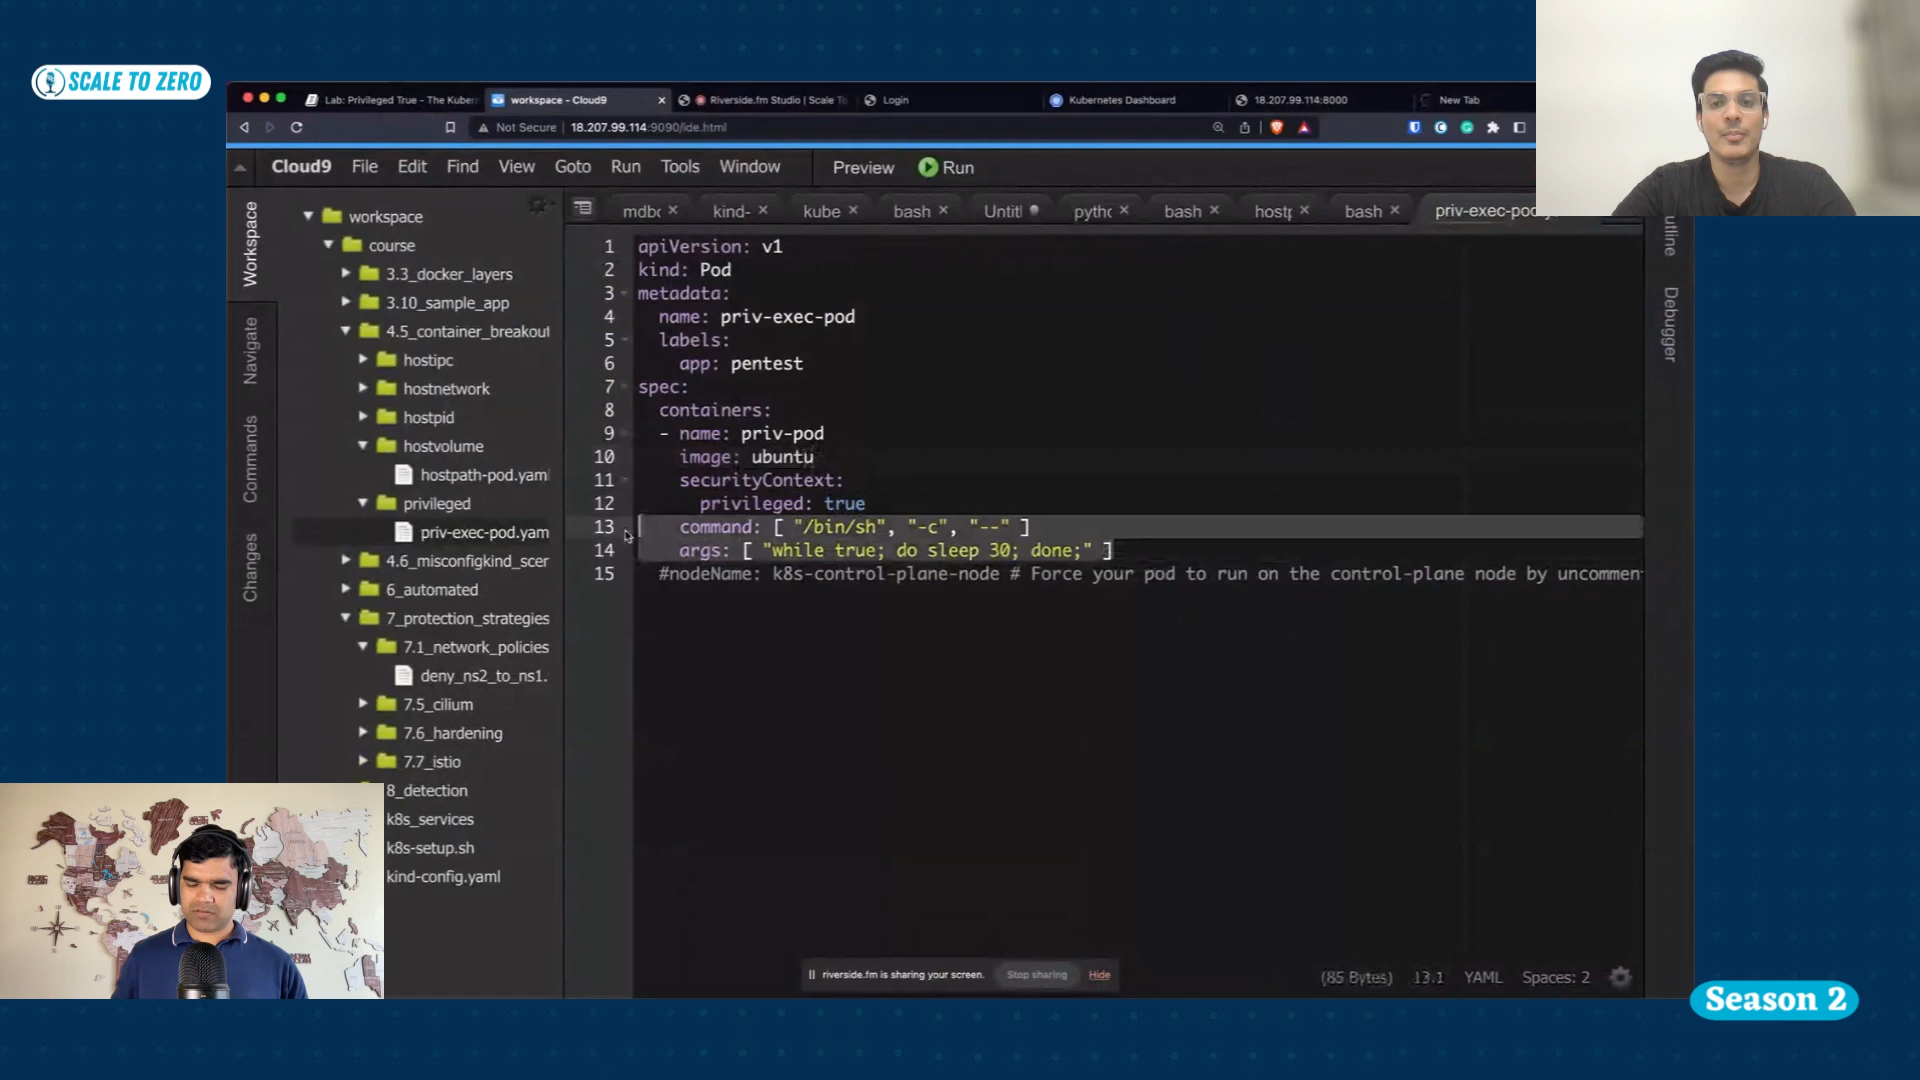 SCALE TO ZERO
Lab: Privileged True - The Kuber
workspace - Cloud9
Riverside.fm Studio | Scale To
Login
Kubernetes Dashboard
18.207.99.114:8000
New Tab
Not Secure
18.207.99.114:9090/ide.html
Cloud9 File Edit Find View Goto Run Tools Window Preview Run
mdbc
kind-
kube
bash
Untitl
pythc
bash
hostp
bash
priv-exec-pod.y
Workspace
Navigate
Commands
Changes
workspace
course
3.3_docker_layers
3.10_sample_app
4.5_container_breakout
hostipc
hostnetwork
hostpid
hostvolume
hostpath-pod.yaml
privileged
priv-exec-pod.yam
4.6_misconfigkind_scer
6_automated
7_protection_strategies
7.1_network_policies
deny_ns2_to_ns1.
7.5_cilium
7.6_hardening
7.7_istio
8_detection
k8s_services
k8s-setup.sh
kind-config.yaml
1 apiVersion: v1
2 kind: Pod
3 metadata:
4 name: priv-exec-pod
5 labels:
6 app: pentest
7 spec:
8 containers:
9 - name: priv-pod
10 image: ubuntu
11 securityContext:
12 privileged: true
13 command: [ "/bin/sh", "-c", "--" ]
14 args: [ "while true; do sleep 30; done;" ]
15 #nodeName: k8s-control-plane-node # Force your pod to run on the control-plane node by uncommen
utline
Debugger
riverside.fm is sharing your screen. Stop sharing Hide
(85 Bytes) 13:1 YAML Spaces: 2
Season 2